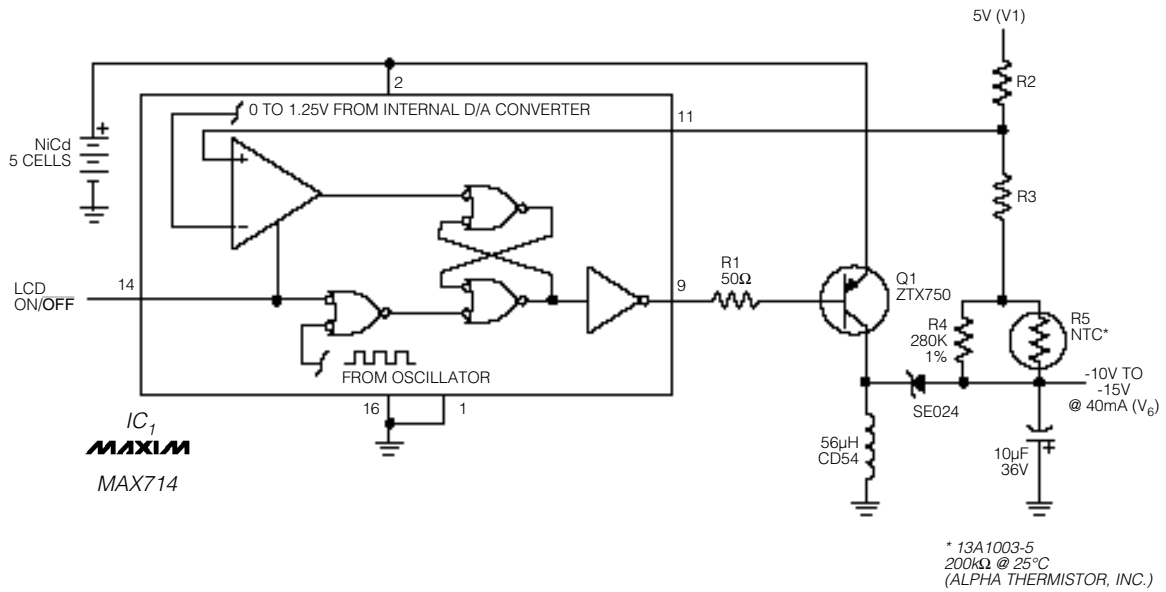 5V (V1)
R2
2
0 TO 1.25V FROM INTERNAL D/A CONVERTER
11
NiCd
5 CELLS
+
+
−
R3
LCD
ON/OFF
14
9
R1
50Ω
Q1
ZTX750
R4
280K
1%
R5
NTC*
FROM OSCILLATOR
-10V TO
-15V
@ 40mA (V6)
SE024
16
1
IC1
MAXIM
MAX714
56µH
CD54
10µF
36V
+
* 13A1003-5
200kΩ @ 25°C
(ALPHA THERMISTOR, INC.)